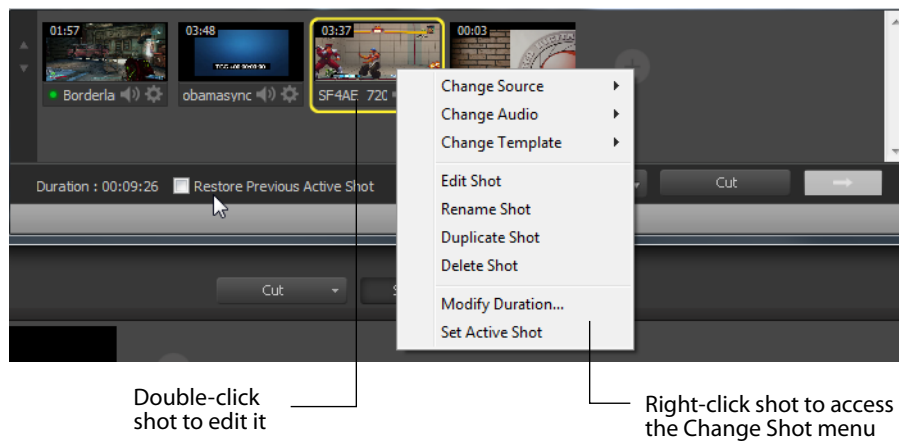 01:57
03:48
03:37
00:03
Borderla
obamasync
SF4AE 720
Change Source
Change Audio
Change Template
Edit Shot
Rename Shot
Duplicate Shot
Delete Shot
Modify Duration...
Set Active Shot
Duration : 00:09:26
Restore Previous Active Shot
Cut
Cut
Double-click
shot to edit it
Right-click shot to access
the Change Shot menu